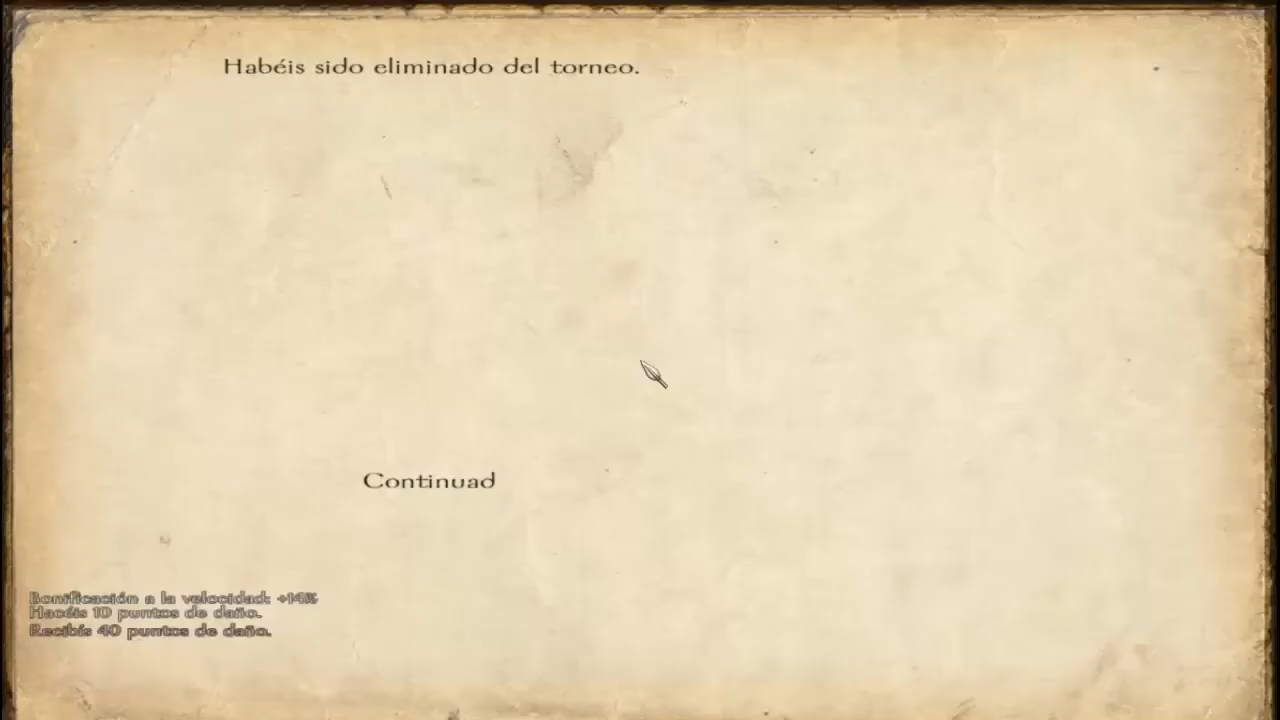 Habéis sido eliminado del torneo.
Continuad
Bonificación a la velocidad: +14%
Hacéis 10 puntos de daño.
Recibís 40 puntos de daño.